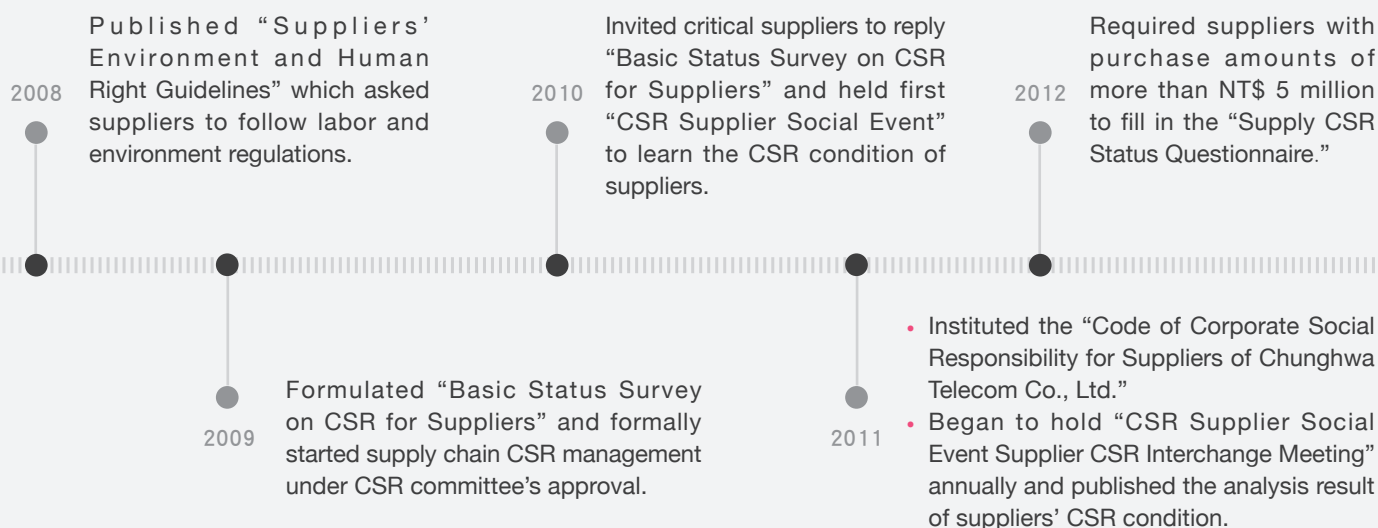 2008
Published “Suppliers’
Environment and Human
Right Guidelines” which asked
suppliers to follow labor and
environment regulations.
2009
Formulated “Basic Status Survey
on CSR for Suppliers” and formally
started supply chain CSR management
under CSR committee’s approval.
2010
Invited critical suppliers to reply
“Basic Status Survey on CSR
for Suppliers” and held first
“CSR Supplier Social Event”
to learn the CSR condition of
suppliers.
2011
• Instituted the “Code of Corporate Social
Responsibility for Suppliers of Chunghwa
Telecom Co., Ltd.”
• Began to hold “CSR Supplier Social
Event Supplier CSR Interchange Meeting”
annually and published the analysis result
of suppliers’ CSR condition.
2012
Required suppliers with
purchase amounts of
more than NT$ 5 million
to fill in the “Supply CSR
Status Questionnaire.”